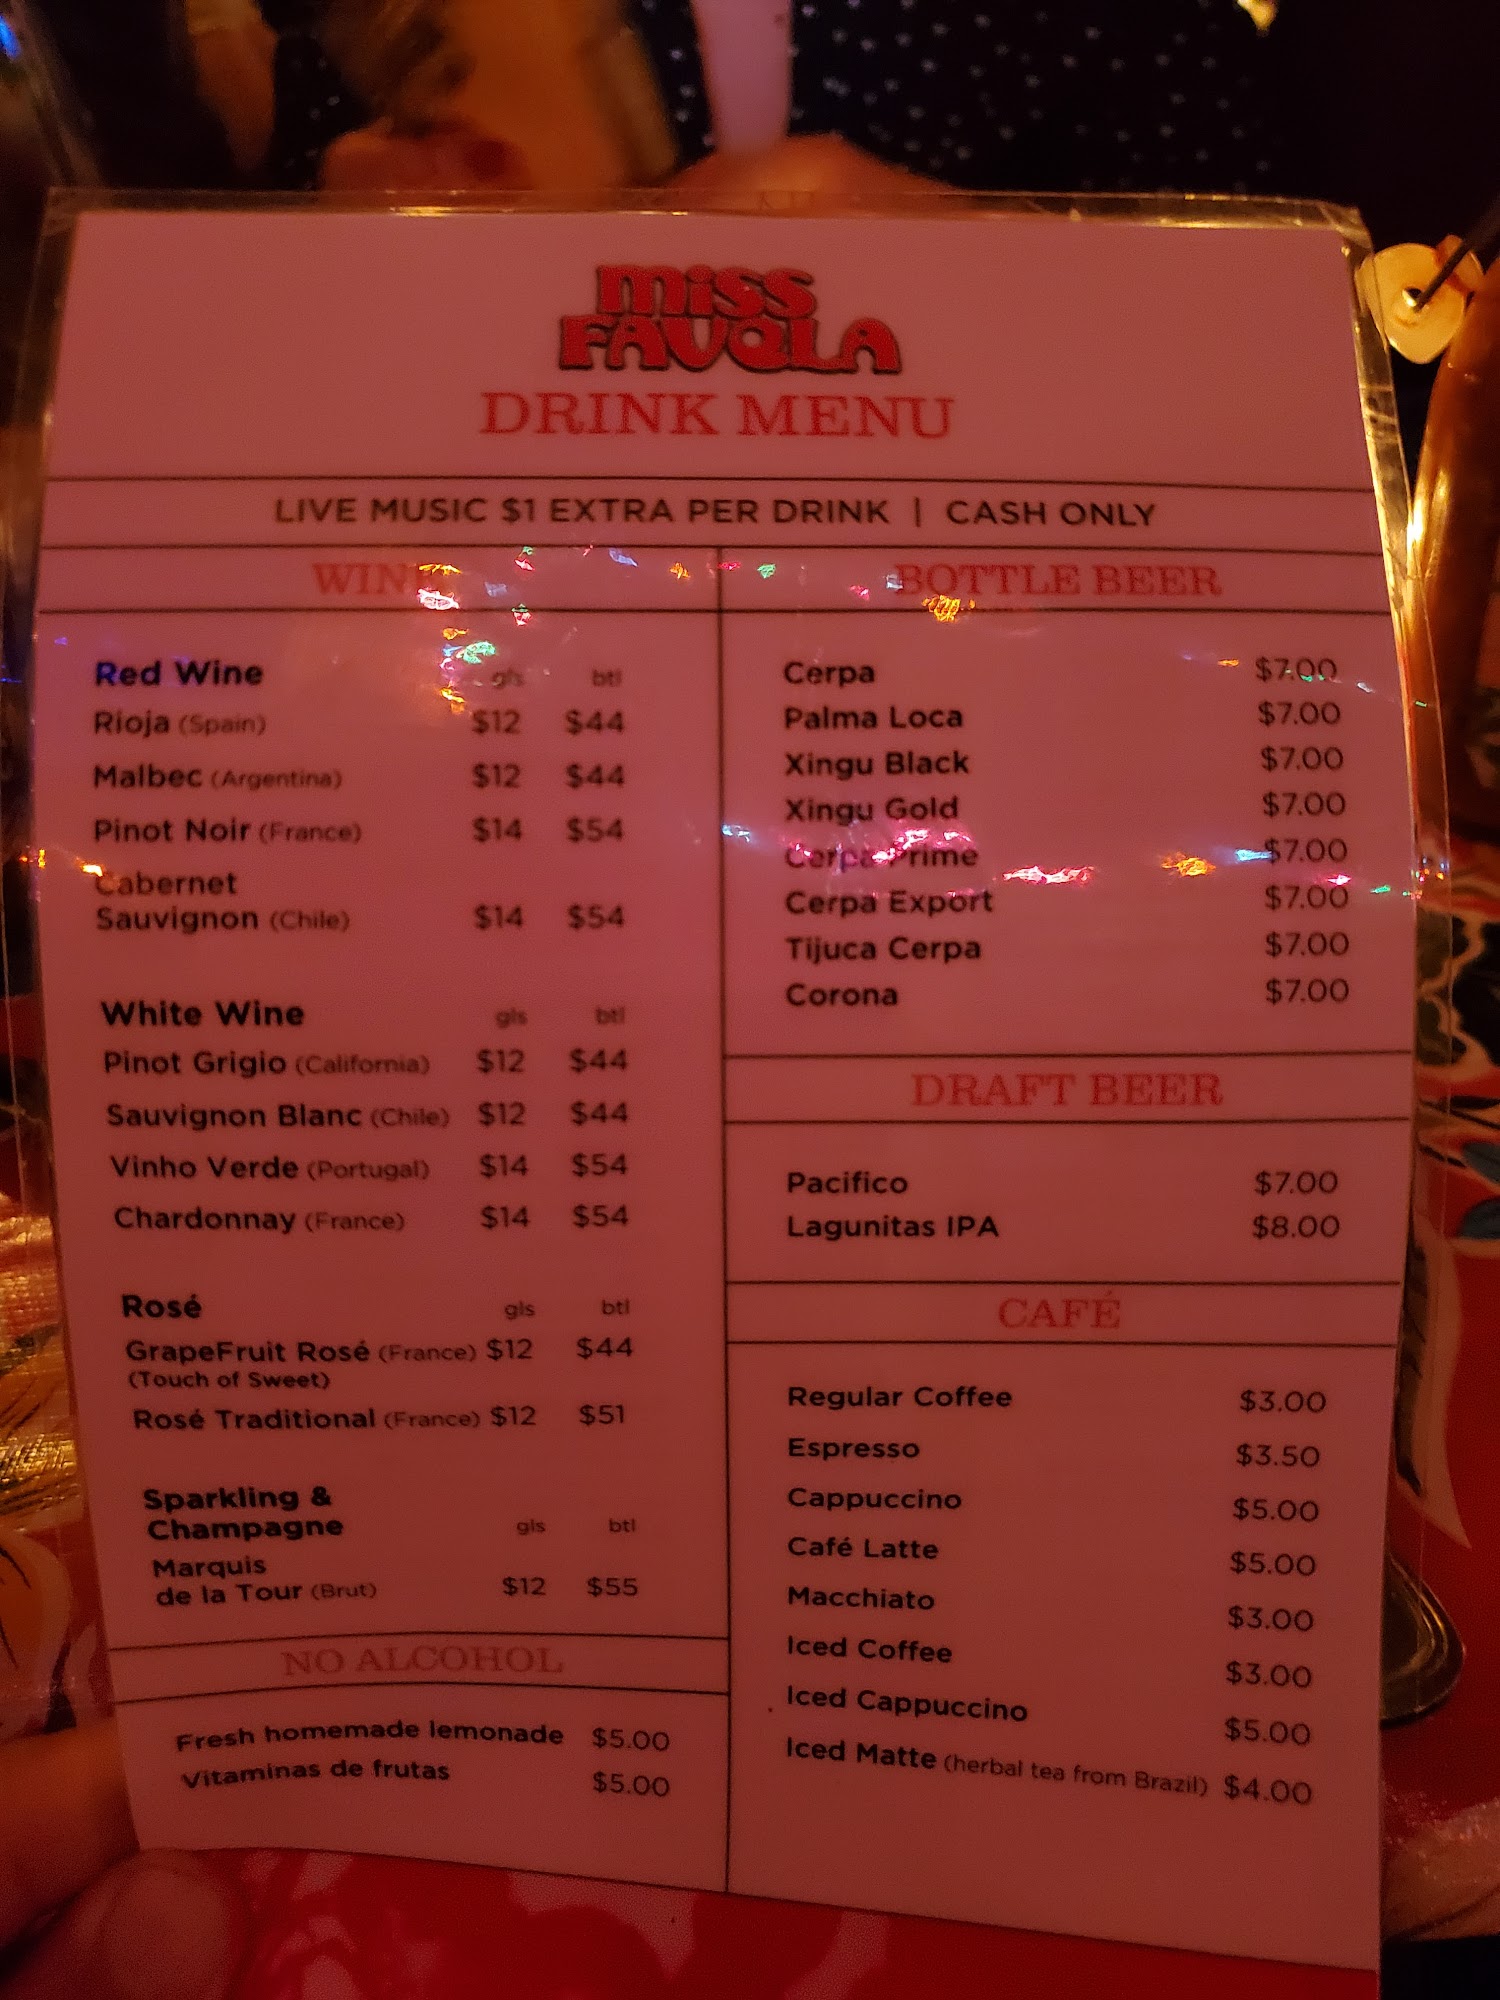 miss
FAVELA
DRINK MENU
LIVE MUSIC $1 EXTRA PER DRINK | CASH ONLY
WINE
Red Wine gls btl
Rioja (Spain) $12 $44
Malbec (Argentina) $12 $44
Pinot Noir (France) $14 $54
Cabernet
Sauvignon (Chile) $14 $54
White Wine gls btl
Pinot Grigio (California) $12 $44
Sauvignon Blanc (Chile) $12 $44
Vinho Verde (Portugal) $14 $54
Chardonnay (France) $14 $54
Rosé gls btl
GrapeFruit Rosé (France) $12 $44
(Touch of Sweet)
Rosé Traditional (France) $12 $51
Sparkling &
Champagne gls btl
Marquis
de la Tour (Brut) $12 $55
NO ALCOHOL
Fresh homemade lemonade $5.00
Vitaminas de frutas $5.00
BOTTLE BEER
Cerpa $7.00
Palma Loca $7.00
Xingu Black $7.00
Xingu Gold $7.00
Cerpa Prime $7.00
Cerpa Export $7.00
Tijuca Cerpa $7.00
Corona $7.00
DRAFT BEER
Pacifico $7.00
Lagunitas IPA $8.00
CAFÉ
Regular Coffee $3.00
Espresso $3.50
Cappuccino $5.00
Café Latte $5.00
Macchiato $3.00
Iced Coffee $3.00
Iced Cappuccino $5.00
Iced Matte (herbal tea from Brazil) $4.00